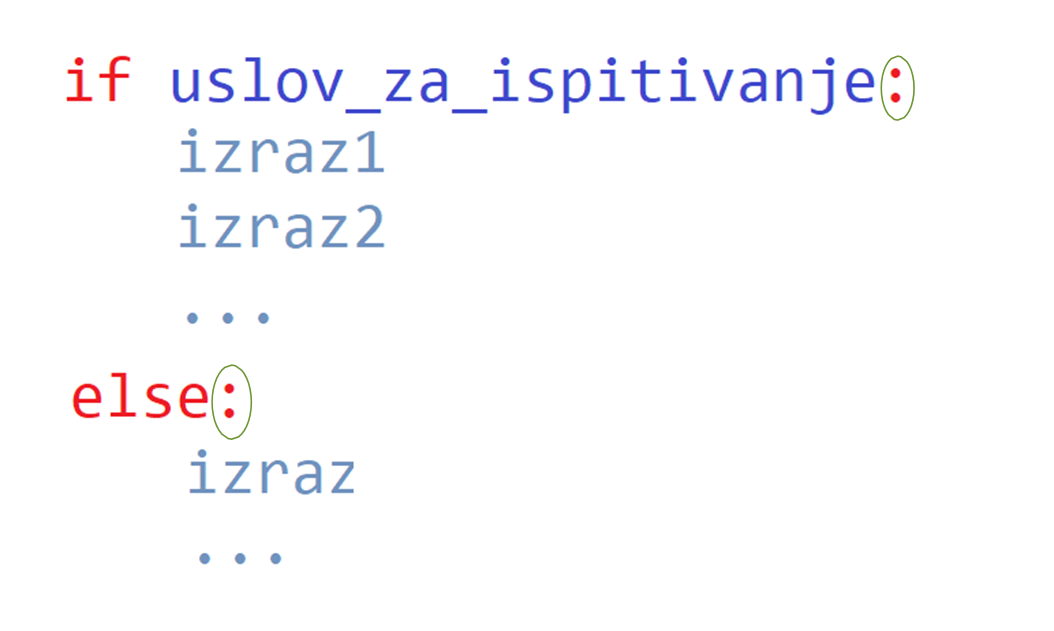 if uslov_za_ispitivanje:
izraz1
izraz2
...
else:
izraz
...